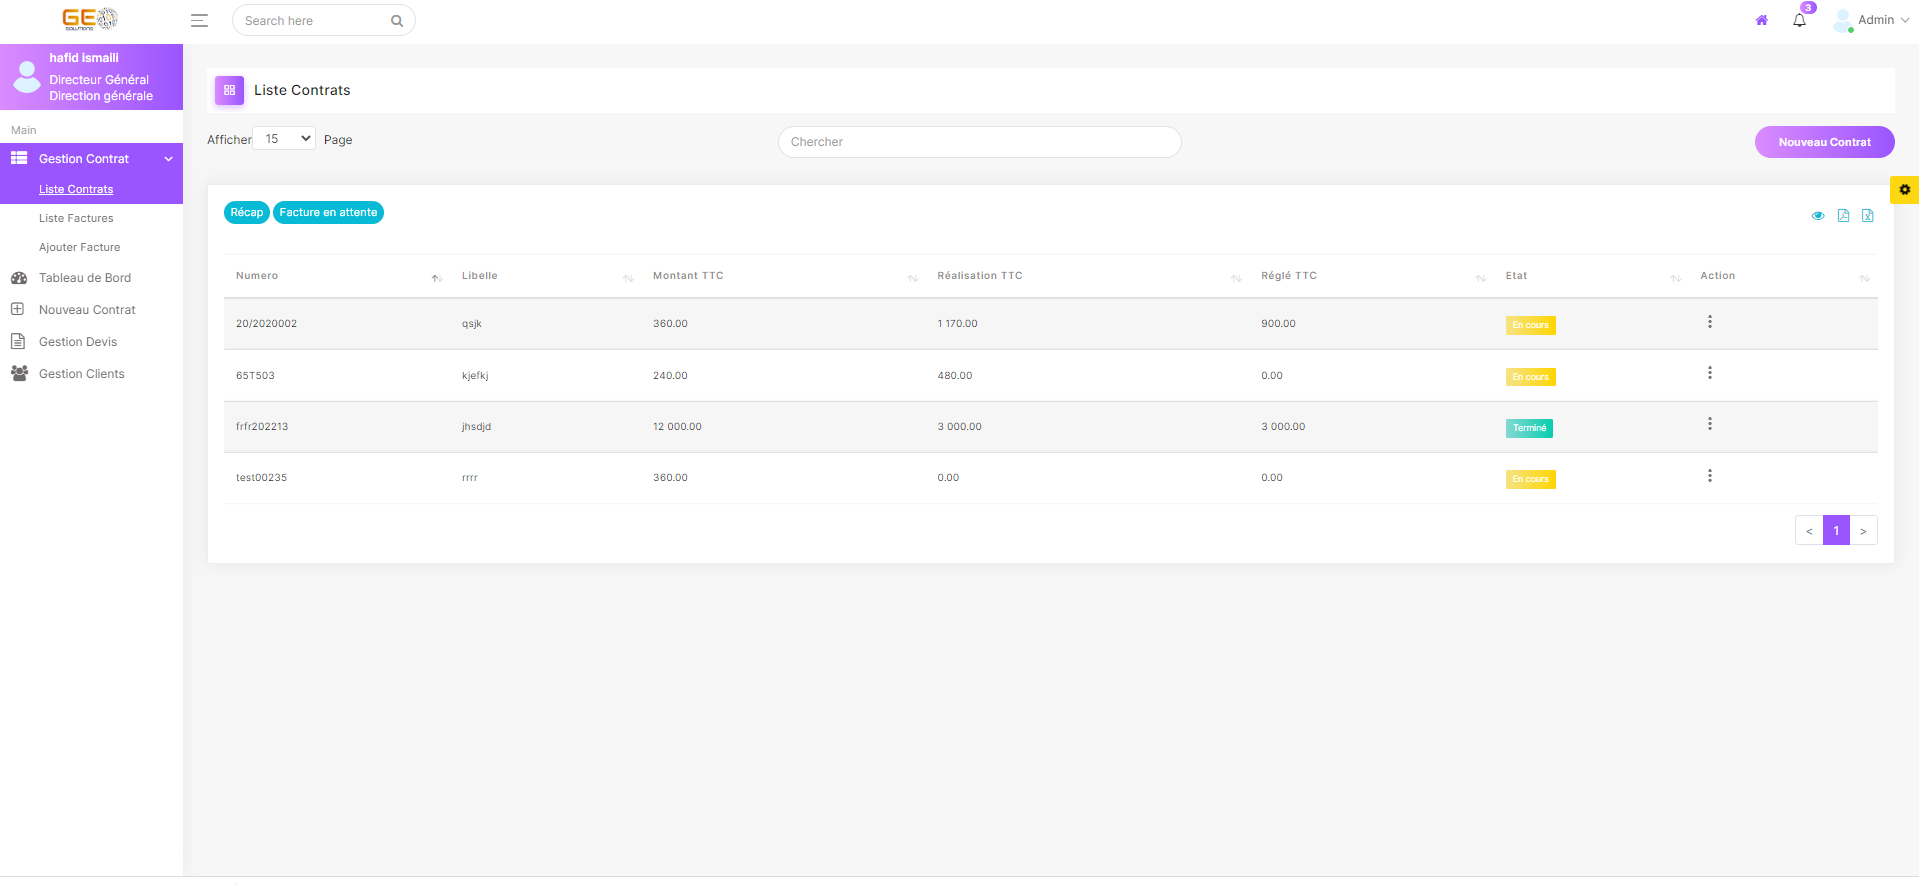 GEO
SOLUTIONS
Search here
3
Admin
hafid ismaili
Directeur Général
Direction générale
Main
Gestion Contrat
Liste Contrats
Liste Factures
Ajouter Facture
Tableau de Bord
Nouveau Contrat
Gestion Devis
Gestion Clients
Liste Contrats
Afficher 15 Page
Chercher
Nouveau Contrat
Récap Facture en attente
Numero Libelle Montant TTC Réalisation TTC Réglé TTC Etat Action
20/2020002 qsjk 360.00 1 170.00 900.00 En cours
65T503 kjefkj 240.00 480.00 0.00 En cours
frfr202213 jhsdjd 12 000.00 3 000.00 3 000.00 Terminé
test00235 rrrr 360.00 0.00 0.00 En cours
< 1 >